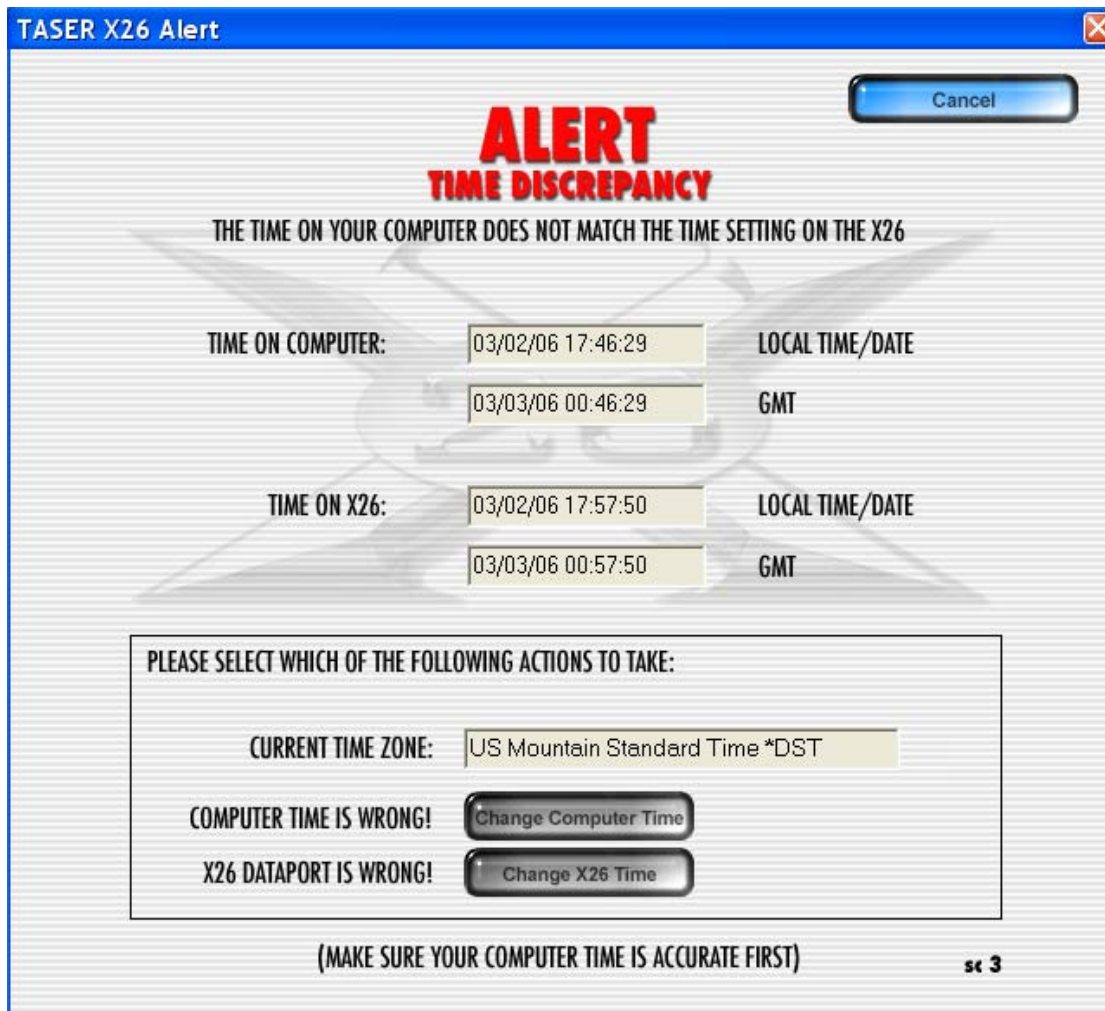 TASER X26 Alert
Cancel
ALERT
TIME DISCREPANCY
THE TIME ON YOUR COMPUTER DOES NOT MATCH THE TIME SETTING ON THE X26
TIME ON COMPUTER: 03/02/06 17:46:29 LOCAL TIME/DATE
03/03/06 00:46:29 GMT
TIME ON X26: 03/02/06 17:57:50 LOCAL TIME/DATE
03/03/06 00:57:50 GMT
PLEASE SELECT WHICH OF THE FOLLOWING ACTIONS TO TAKE:
CURRENT TIME ZONE: US Mountain Standard Time *DST
COMPUTER TIME IS WRONG! Change Computer Time
X26 DATAPORT IS WRONG! Change X26 Time
(MAKE SURE YOUR COMPUTER TIME IS ACCURATE FIRST)
sc 3